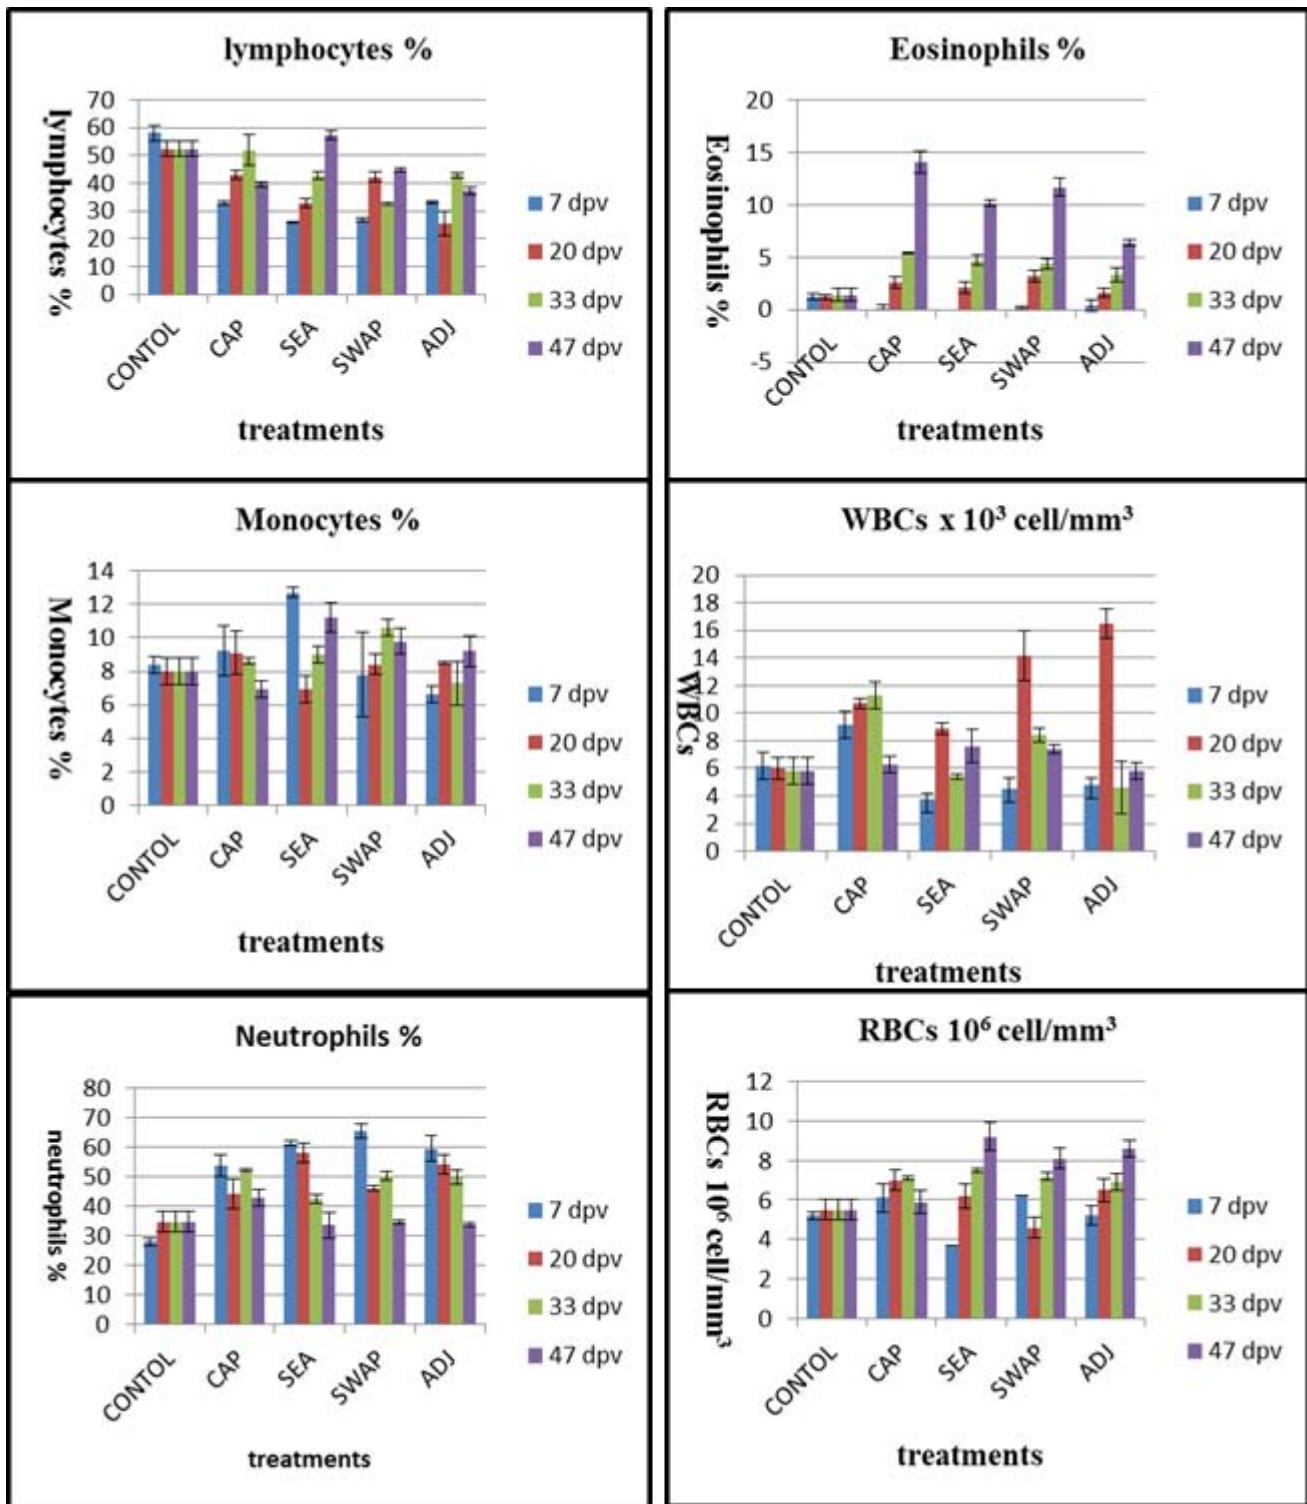 lymphocytes %
lymphocytes %
70
60
50
40
30
20
10
0
CONTOL
CAP
SEA
SWAP
ADJ
treatments
7 dpv
20 dpv
33 dpv
47 dpv
Eosinophils %
Eosinophils %
20
15
10
5
0
-5
CONTOL
CAP
SEA
SWAP
ADJ
treatments
7 dpv
20 dpv
33 dpv
47 dpv
Monocytes %
Monocytes %
14
12
10
8
6
4
2
0
CONTOL
CAP
SEA
SWAP
ADJ
treatments
7 dpv
20 dpv
33 dpv
47 dpv
WBCs x 10³ cell/mm³
WBCs
20
18
16
14
12
10
8
6
4
2
0
CONTOL
CAP
SEA
SWAP
ADJ
treatments
7 dpv
20 dpv
33 dpv
47 dpv
Neutrophils %
neutrophils %
80
70
60
50
40
30
20
10
0
CONTOL
CAP
SEA
SWAP
ADJ
treatments
7 dpv
20 dpv
33 dpv
47 dpv
RBCs 10⁶ cell/mm³
RBCs 10⁶ cell/mm³
12
10
8
6
4
2
0
CONTOL
CAP
SEA
SWAP
ADJ
treatments
7 dpv
20 dpv
33 dpv
47 dpv